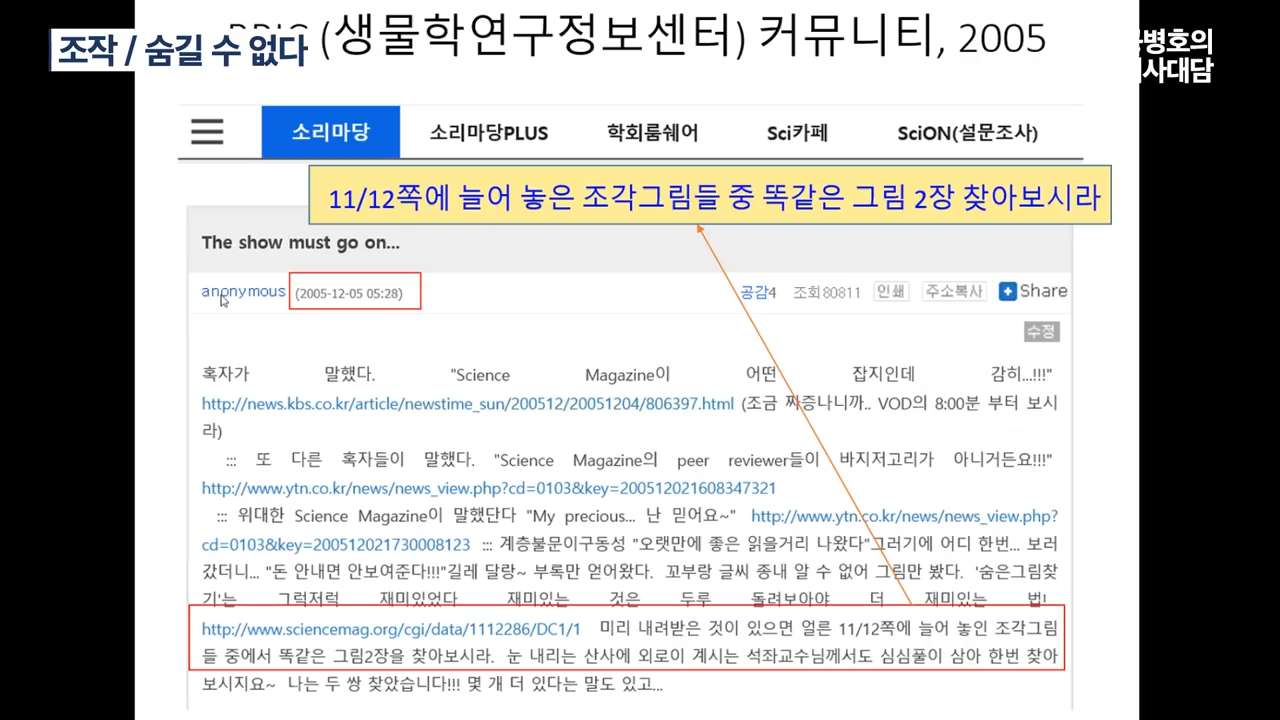 (생물학연구정보센터) 커뮤니티, 2005
조작 / 숨길 수 없다
병호의
사대담
소리마당 소리마당PLUS 학회룸쉐어 Sci카페 SciON(설문조사)
11/12쪽에 늘어 놓은 조각그림들 중 똑같은 그림 2장 찾아보시라
The show must go on...
anonymous (2005-12-05 05:28) 공감4 조회80811 인쇄 주소복사 Share
수정
혹자가 말했다. "Science Magazine이 어떤 잡지인데 감히...!!!"
http://news.kbs.co.kr/article/newstime_sun/200512/20051204/806397.html (조금 짜증나니까.. VOD의 8:00분 부터 보시
라)
::: 또 다른 혹자들이 말했다. "Science Magazine의 peer reviewer들이 바지저고리가 아니거든요!!!"
http://www.ytn.co.kr/news/news_view.php?cd=0103&key=200512021608347321
::: 위대한 Science Magazine이 말했단다 "My precious... 난 믿어요~" http://www.ytn.co.kr/news/news_view.php?
cd=0103&key=200512021730008123 ::: 계층불문이구동성 "오랫만에 좋은 읽을거리 나왔다"그러기에 어디 한번... 보러
갔더니... "돈 안내면 안보여준다!!!"길레 달랑~ 부록만 얻어왔다. 꼬부랑 글씨 종내 알 수 없어 그림만 봤다. '숨은그림찾
기'는 그럭저럭 재미있었다 재미있는 것은 두루 돌려보아야 더 재미있는 법!
http://www.sciencemag.org/cgi/data/1112286/DC1/1 미리 내려받은 것이 있으면 얼른 11/12쪽에 늘어 놓인 조각그림
들 중에서 똑같은 그림2장을 찾아보시라. 눈 내리는 산사에 외로이 계시는 석좌교수님께서도 심심풀이 삼아 한번 찾아
보시지요~ 나는 두 쌍 찾았습니다!!! 몇 개 더 있다는 말도 있고...